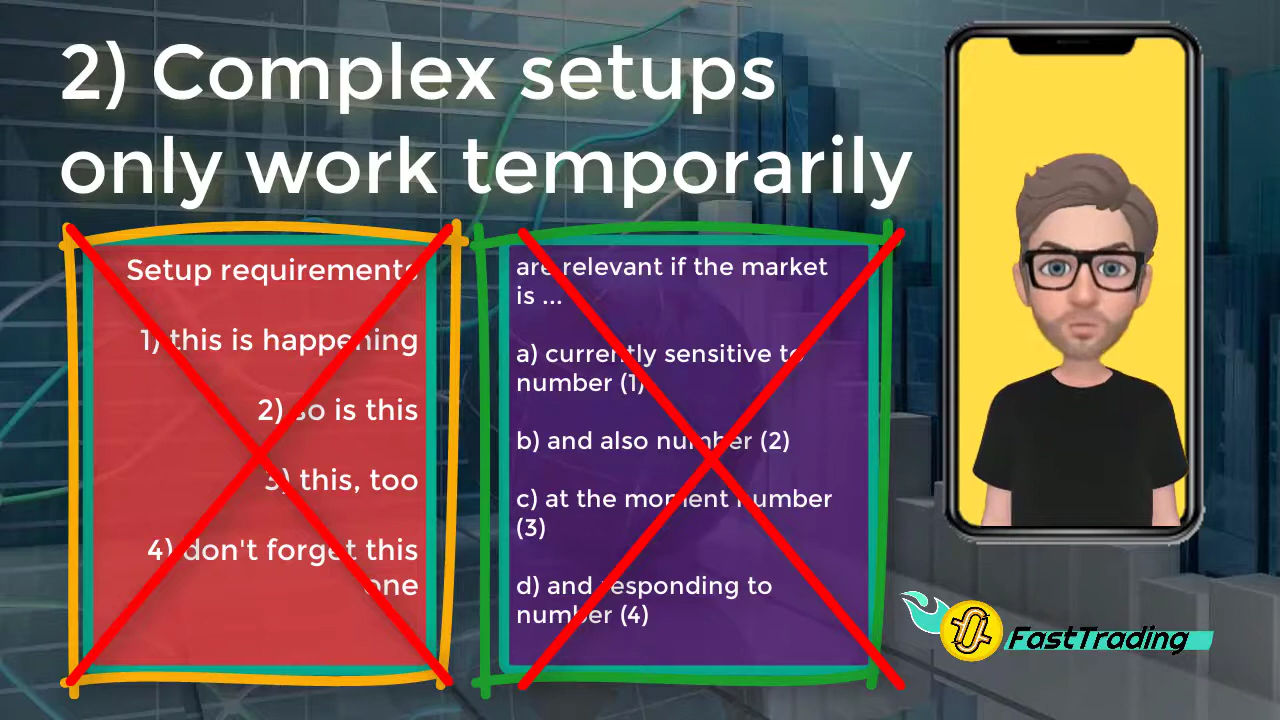 2) Complex setups
only work temporarily
Setup requirements
1) this is happening
2) so is this
3) this, too
4) don't forget this
one
are relevant if the market
is ...
a) currently sensitive to
number (1)
b) and also number (2)
c) at the moment number
(3)
d) and responding to
number (4)
FastTrading